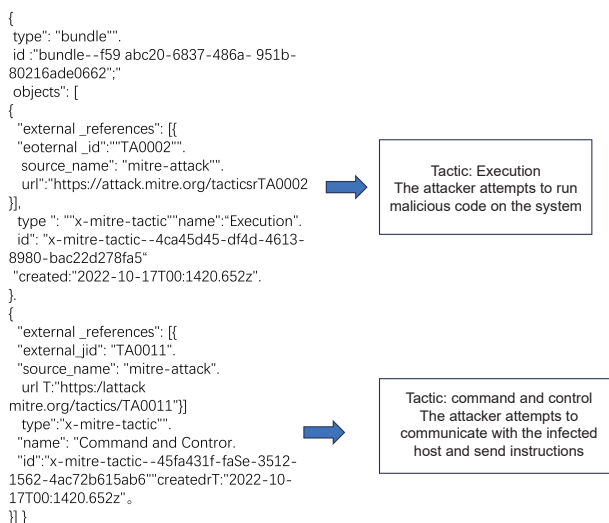 {
type": "bundle"".
id :"bundle--f59 abc20-6837-486a- 951b-
80216ade0662";"
objects": [
{
"external _references": [{
"eoternal _id":""TA0002"".
source_name": "mitre-attack"".
url":"https://attack.mitre.org/tacticsrTA0002
}],
type ": ""x-mitre-tactic""name":“Execution".
id": "x-mitre-tactic--4ca45d45-df4d-4613-
8980-bac22d278fa5“
"created:"2022-10-17T00:1420.652z".
}.
{
"external _references": [{
"external_jid": "TA0011".
"source_name": "mitre-attack".
url T:"https:/lattack
mitre.org/tactics/TA0011"}]
type":"x-mitre-tactic"".
"name": "Command and Contror.
"id":"x-mitre-tactic--45fa431f-faSe-3512-
1562-4ac72b615ab6""createdrT:"2022-10-
17T00:1420.652z"。
}] }
Tactic: Execution
The attacker attempts to run
malicious code on the system
Tactic: command and control
The attacker attempts to
communicate with the infected
host and send instructions